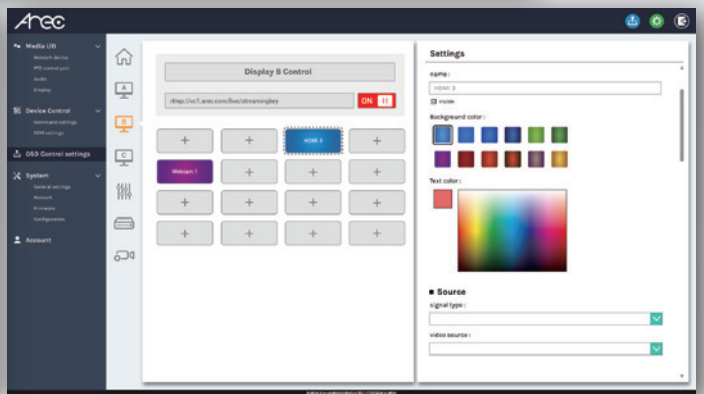 Arec
Media I/O
Network device
PTZ control port
Audio
Display
Device Control
Command settings
GSM settings
OSD Control settings
System
General settings
Network
Firmware
Configuration
Account
A
B
C
Display B Control
rtmp://vc1.arec.com/live/streamingkey
ON
HDMI 3
Webcam 1
Settings
name :
HDMI 3
visible
Background color :
Text color :
Source
signal type :
video source :